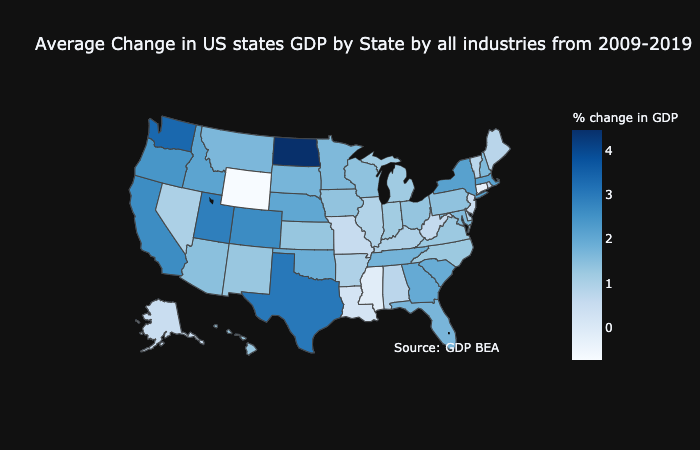 Average Change in US states GDP by State by all industries from 2009-2019
% change in GDP
4
3
2
1
0
Source: GDP BEA